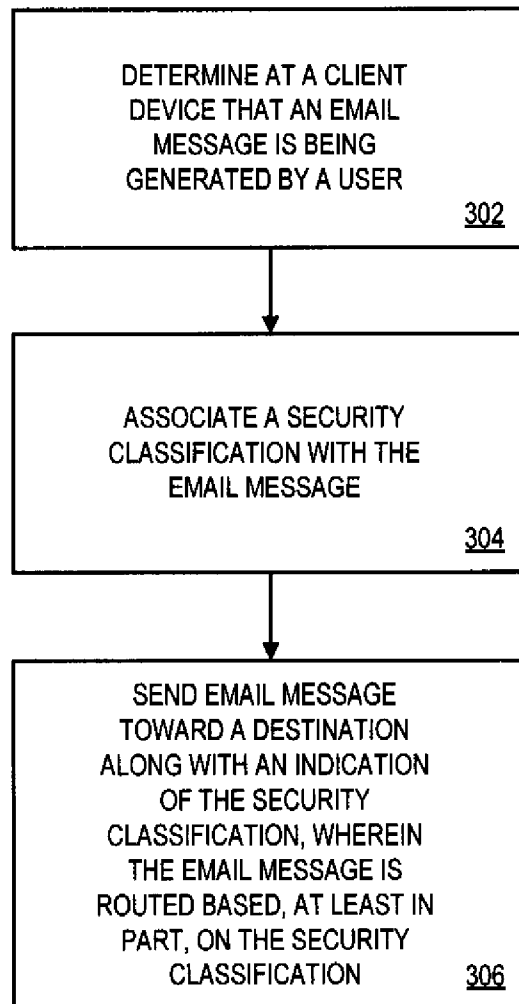 DETERMINE AT A CLIENT
DEVICE THAT AN EMAIL
MESSAGE IS BEING
GENERATED BY A USER
302
ASSOCIATE A SECURITY
CLASSIFICATION WITH THE
EMAIL MESSAGE
304
SEND EMAIL MESSAGE
TOWARD A DESTINATION
ALONG WITH AN INDICATION
OF THE SECURITY
CLASSIFICATION, WHEREIN
THE EMAIL MESSAGE IS
ROUTED BASED, AT LEAST IN
PART, ON THE SECURITY
CLASSIFICATION
306